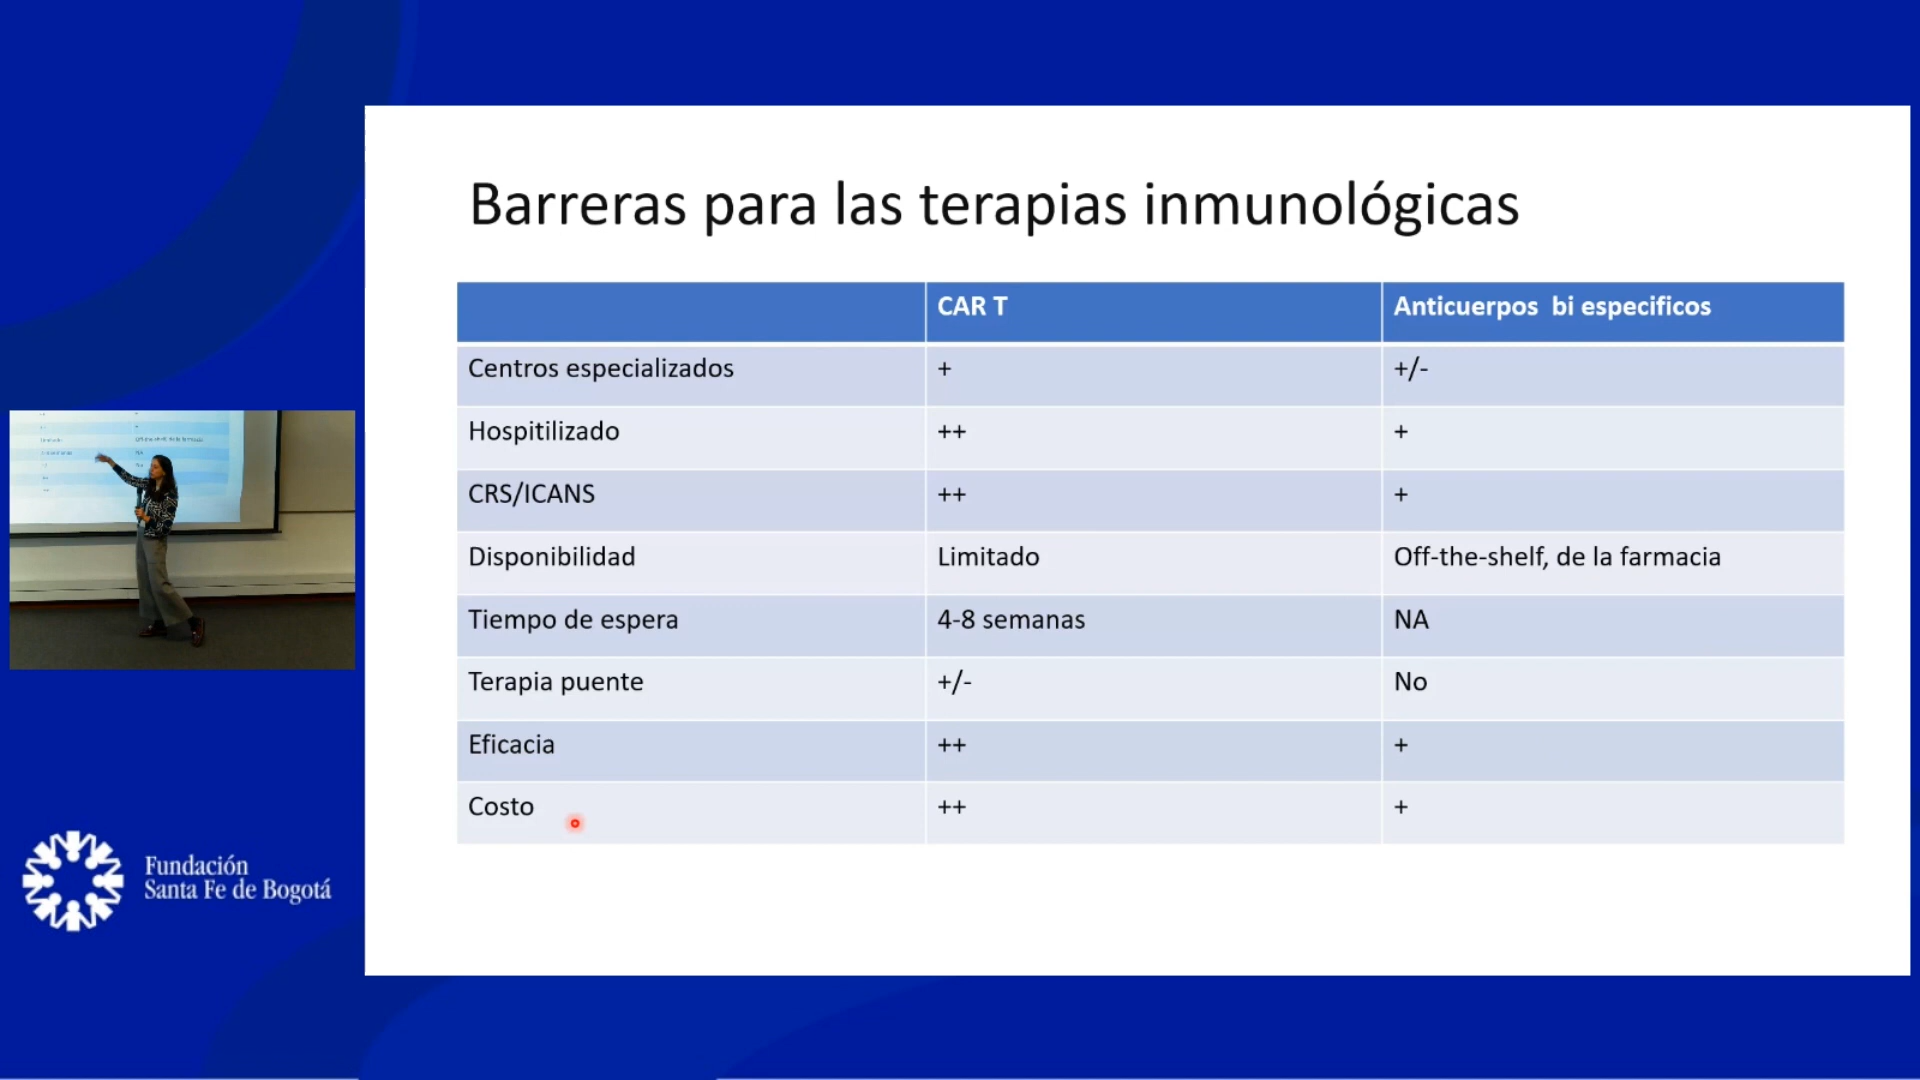 Barreras para las terapias inmunológicas
CAR T Anticuerpos bi especificos
Centros especializados + +/-
Hospitilizado ++ +
CRS/ICANS ++ +
Disponibilidad Limitado Off-the-shelf, de la farmacia
Tiempo de espera 4-8 semanas NA
Terapia puente +/- No
Eficacia ++ +
Costo ++ +
Fundación
Santa Fe de Bogotá